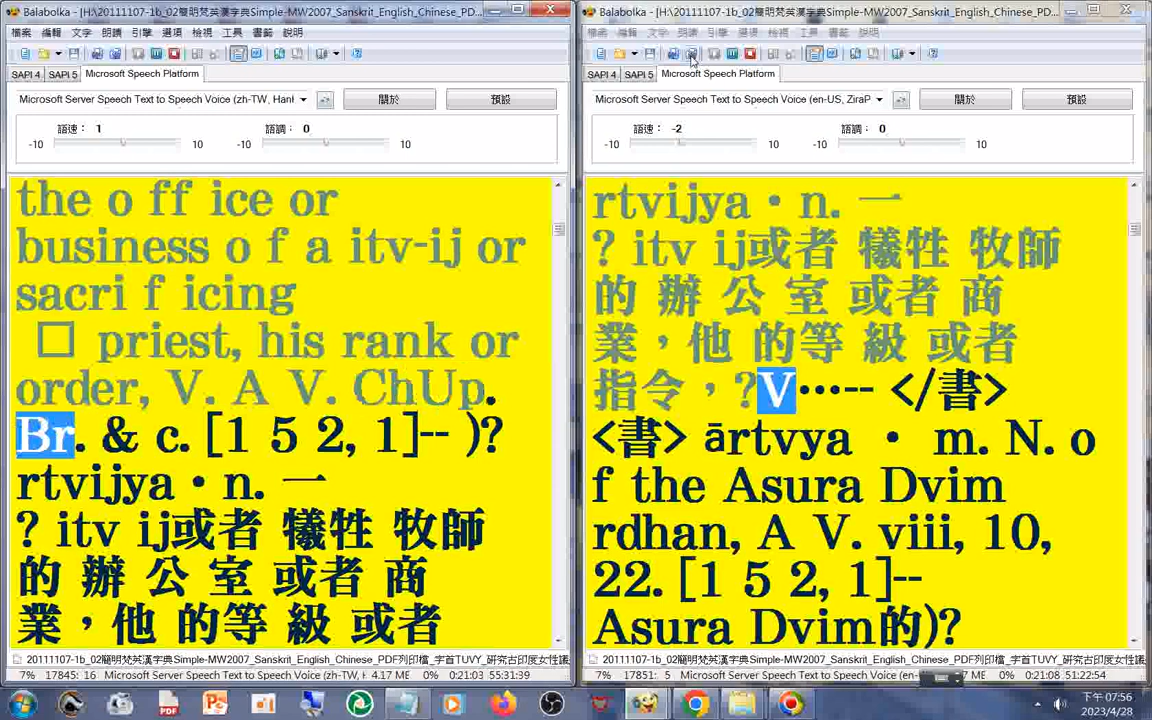 Balabolka - [H:\20111107-1b_02簡明梵英漢字典Simple-MW2007_Sanskrit_English_Chinese_PD...
檔案 編輯 文字 朗讀 引擎 選項 檢視 工具 書籤 說明
SAPI 4 SAPI 5 Microsoft Speech Platform
Microsoft Server Speech Text to Speech Voice (zh-TW, Hanl 關於 預設
語速： 1 語調： 0
-10 10 -10 10
the o ff ice or
business o f a itv-ij or
sacri f icing
□ priest, his rank or
order, V. A V. ChUp.
Br. & c. [1 5 2, 1]-- )?
rtvijya • n. 一
? itv ij或者 犧牲 牧師
的 辦 公 室 或者 商
業，他 的等 級 或者
20111107-1b_02簡明梵英漢字典Simple-MW2007_Sanskrit_English_Chinese_PDF列印檔_字首TUVY_研究古印度女性議
7% 17845: 16 Microsoft Server Speech Text to Speech Voice (zh-TW, H 4.17 ME 0% 0:21:03 55:31:39
Balabolka - [H:\20111107-1b_02簡明梵英漢字典Simple-MW2007_Sanskrit_English_Chinese_PD...
檔案 編輯 文字 朗讀 引擎 選項 檢視 工具 書籤 說明
SAPI 4 SAPI 5 Microsoft Speech Platform
Microsoft Server Speech Text to Speech Voice (en-US, ZiraP 關於 預設
語速： -2 語調： 0
-10 10 -10 10
rtvijya • n. 一
? itv ij或者 犧牲 牧師
的 辦 公 室 或者 商
業，他 的等 級 或者
指令，?V…-- </書>
<書> ārtvya • m. N. o
f the Asura Dvim
rdhan, A V. viii, 10,
22. [1 5 2, 1]--
Asura Dvim的)?
20111107-1b_02簡明梵英漢字典Simple-MW2007_Sanskrit_English_Chinese_PDF列印檔_字首TUVY_研究古印度女性議
7% 17851: 5 Microsoft Server Speech Text to Speech Voice (en-US, 7 ME 0% 0:21:08 51:22:54
下午 07:56
2023/4/28